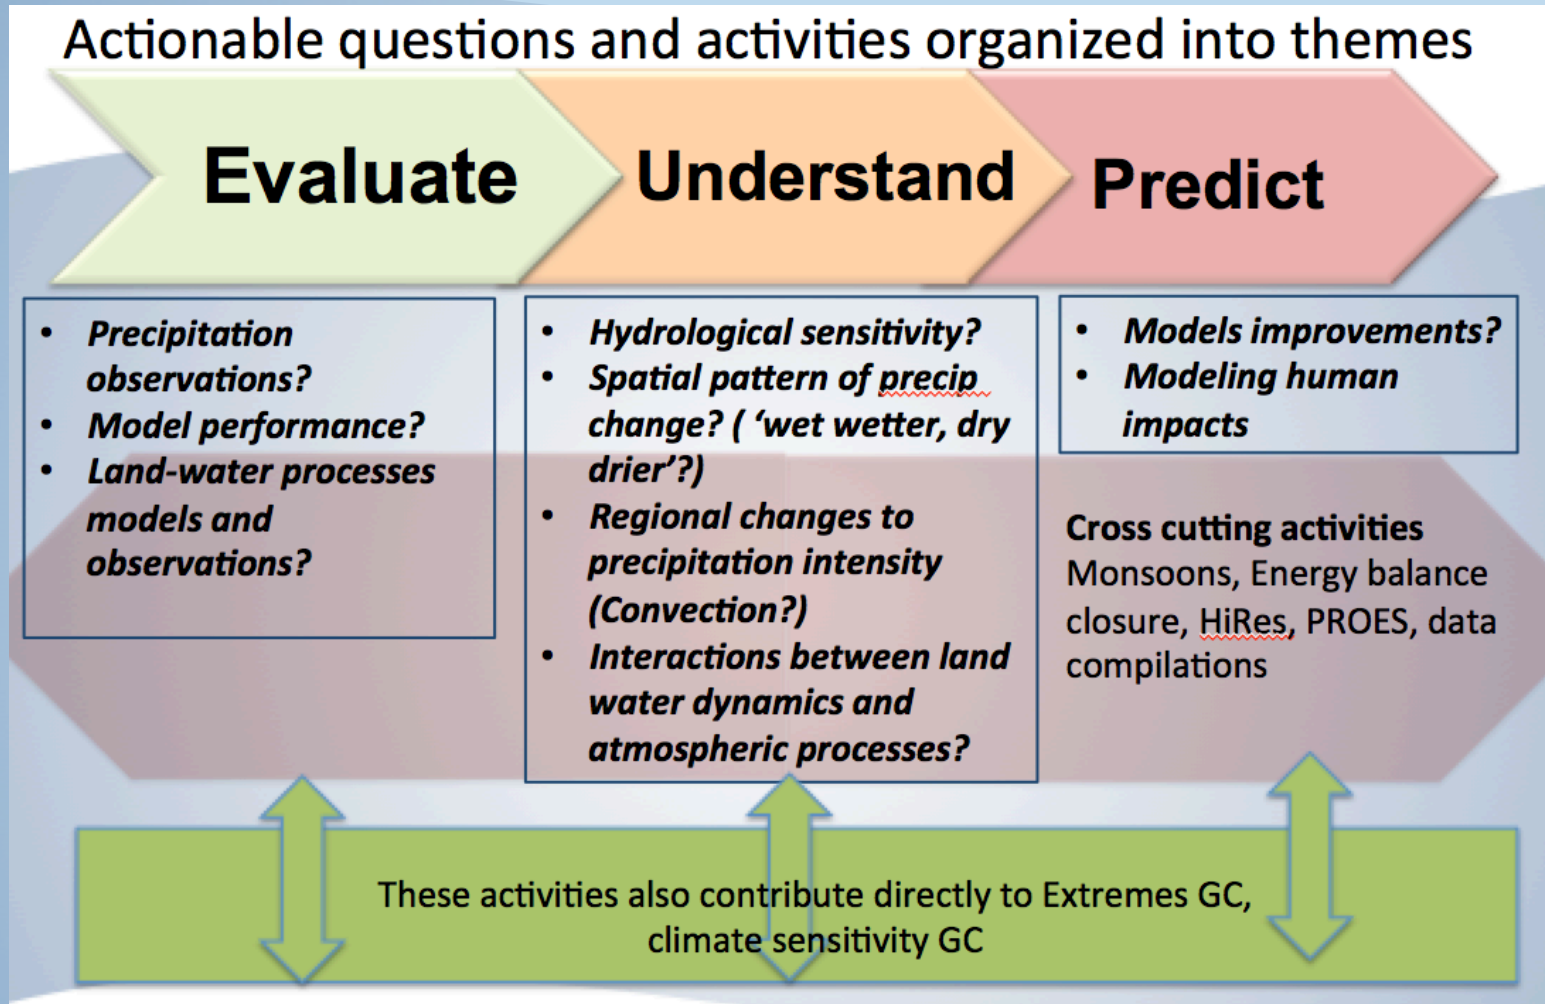 Actionable questions and activities organized into themes
Evaluate
Understand
Predict
• Precipitation
observations?
• Model performance?
• Land-water processes
models and
observations?
• Hydrological sensitivity?
• Spatial pattern of precip
change? ( ‘wet wetter, dry
drier’?)
• Regional changes to
precipitation intensity
(Convection?)
• Interactions between land
water dynamics and
atmospheric processes?
• Models improvements?
• Modeling human
impacts
Cross cutting activities
Monsoons, Energy balance
closure, HiRes, PROES, data
compilations
These activities also contribute directly to Extremes GC,
climate sensitivity GC